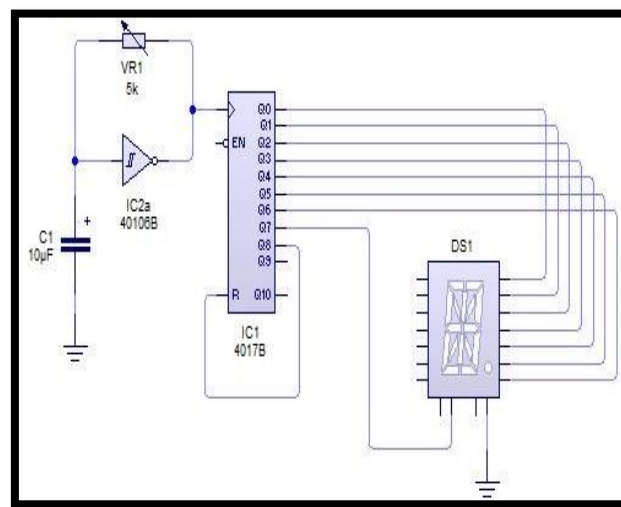 VR1
5k
IC2a
40106B
C1
+
10µF
Q0
Q1
EN
Q2
Q3
Q4
Q5
Q6
Q7
Q8
Q9
R
Q10
IC1
4017B
DS1